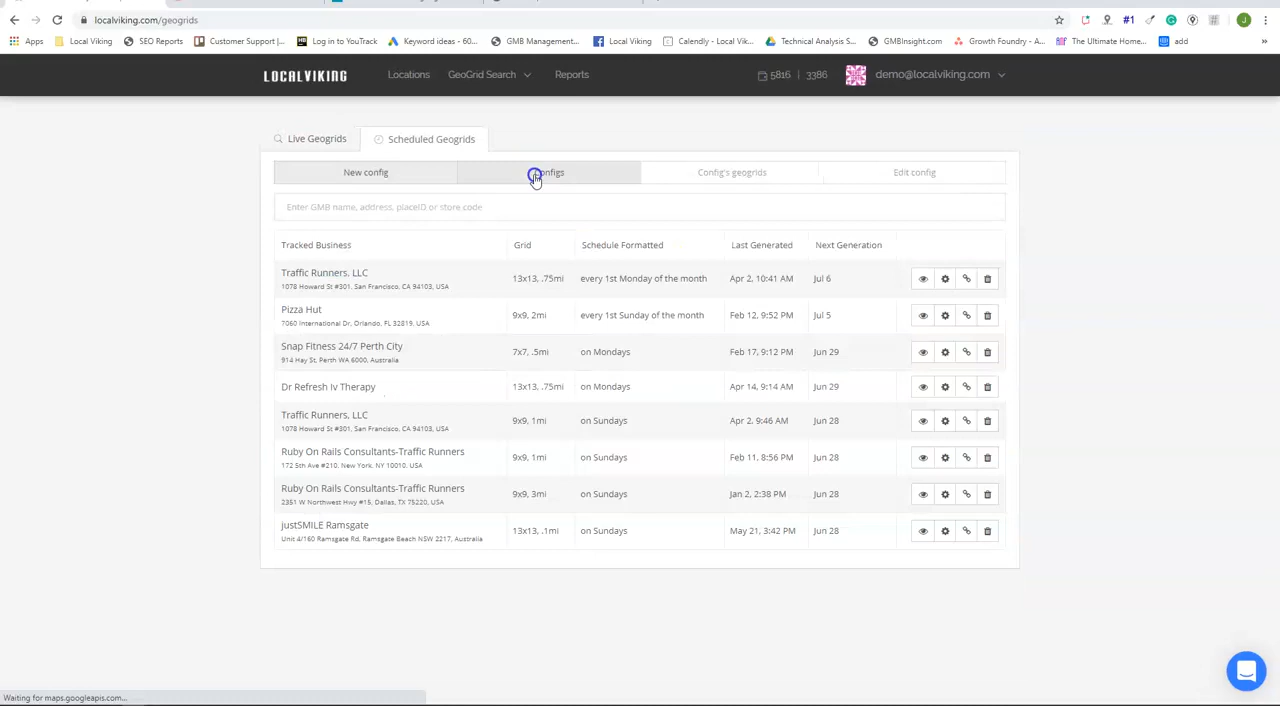 localviking.com/geogrids
#1
J
Apps
Local Viking
SEO Reports
Customer Support |...
Log in to YouTrack
Keyword ideas - 60...
GMB Management...
Local Viking
Calendly - Local Vik...
Technical Analysis S...
GMBInsight.com
Growth Foundry - A...
The Ultimate Home...
add
»
LOCALVIKING
Locations
GeoGrid Search
Reports
5816 | 3386
demo@localviking.com
Live Geogrids
Scheduled Geogrids
New config
Configs
Config's geogrids
Edit config
Enter GMB name, address, placeID or store code
Tracked Business Grid Schedule Formatted Last Generated Next Generation
Traffic Runners, LLC
1078 Howard St #301, San Francisco, CA 94103, USA
13x13, .75mi every 1st Monday of the month Apr 2, 10:41 AM Jul 6
Pizza Hut
7060 International Dr, Orlando, FL 32819, USA
9x9, 2mi every 1st Sunday of the month Feb 12, 9:52 PM Jul 5
Snap Fitness 24/7 Perth City
914 Hay St, Perth WA 6000, Australia
7x7, .5mi on Mondays Feb 17, 9:12 PM Jun 29
Dr Refresh Iv Therapy
13x13, .75mi on Mondays Apr 14, 9:14 AM Jun 29
Traffic Runners, LLC
1078 Howard St #301, San Francisco, CA 94103, USA
9x9, 1mi on Sundays Apr 2, 9:46 AM Jun 28
Ruby On Rails Consultants-Traffic Runners
172 5th Ave #210, New York, NY 10010, USA
9x9, 1mi on Sundays Feb 11, 8:56 PM Jun 28
Ruby On Rails Consultants-Traffic Runners
2351 W Northwest Hwy #15, Dallas, TX 75220, USA
9x9, 3mi on Sundays Jan 2, 2:38 PM Jun 28
justSMILE Ramsgate
Unit 4/160 Ramsgate Rd, Ramsgate Beach NSW 2217, Australia
13x13, .1mi on Sundays May 21, 3:42 PM Jun 28
Waiting for maps.googleapis.com...